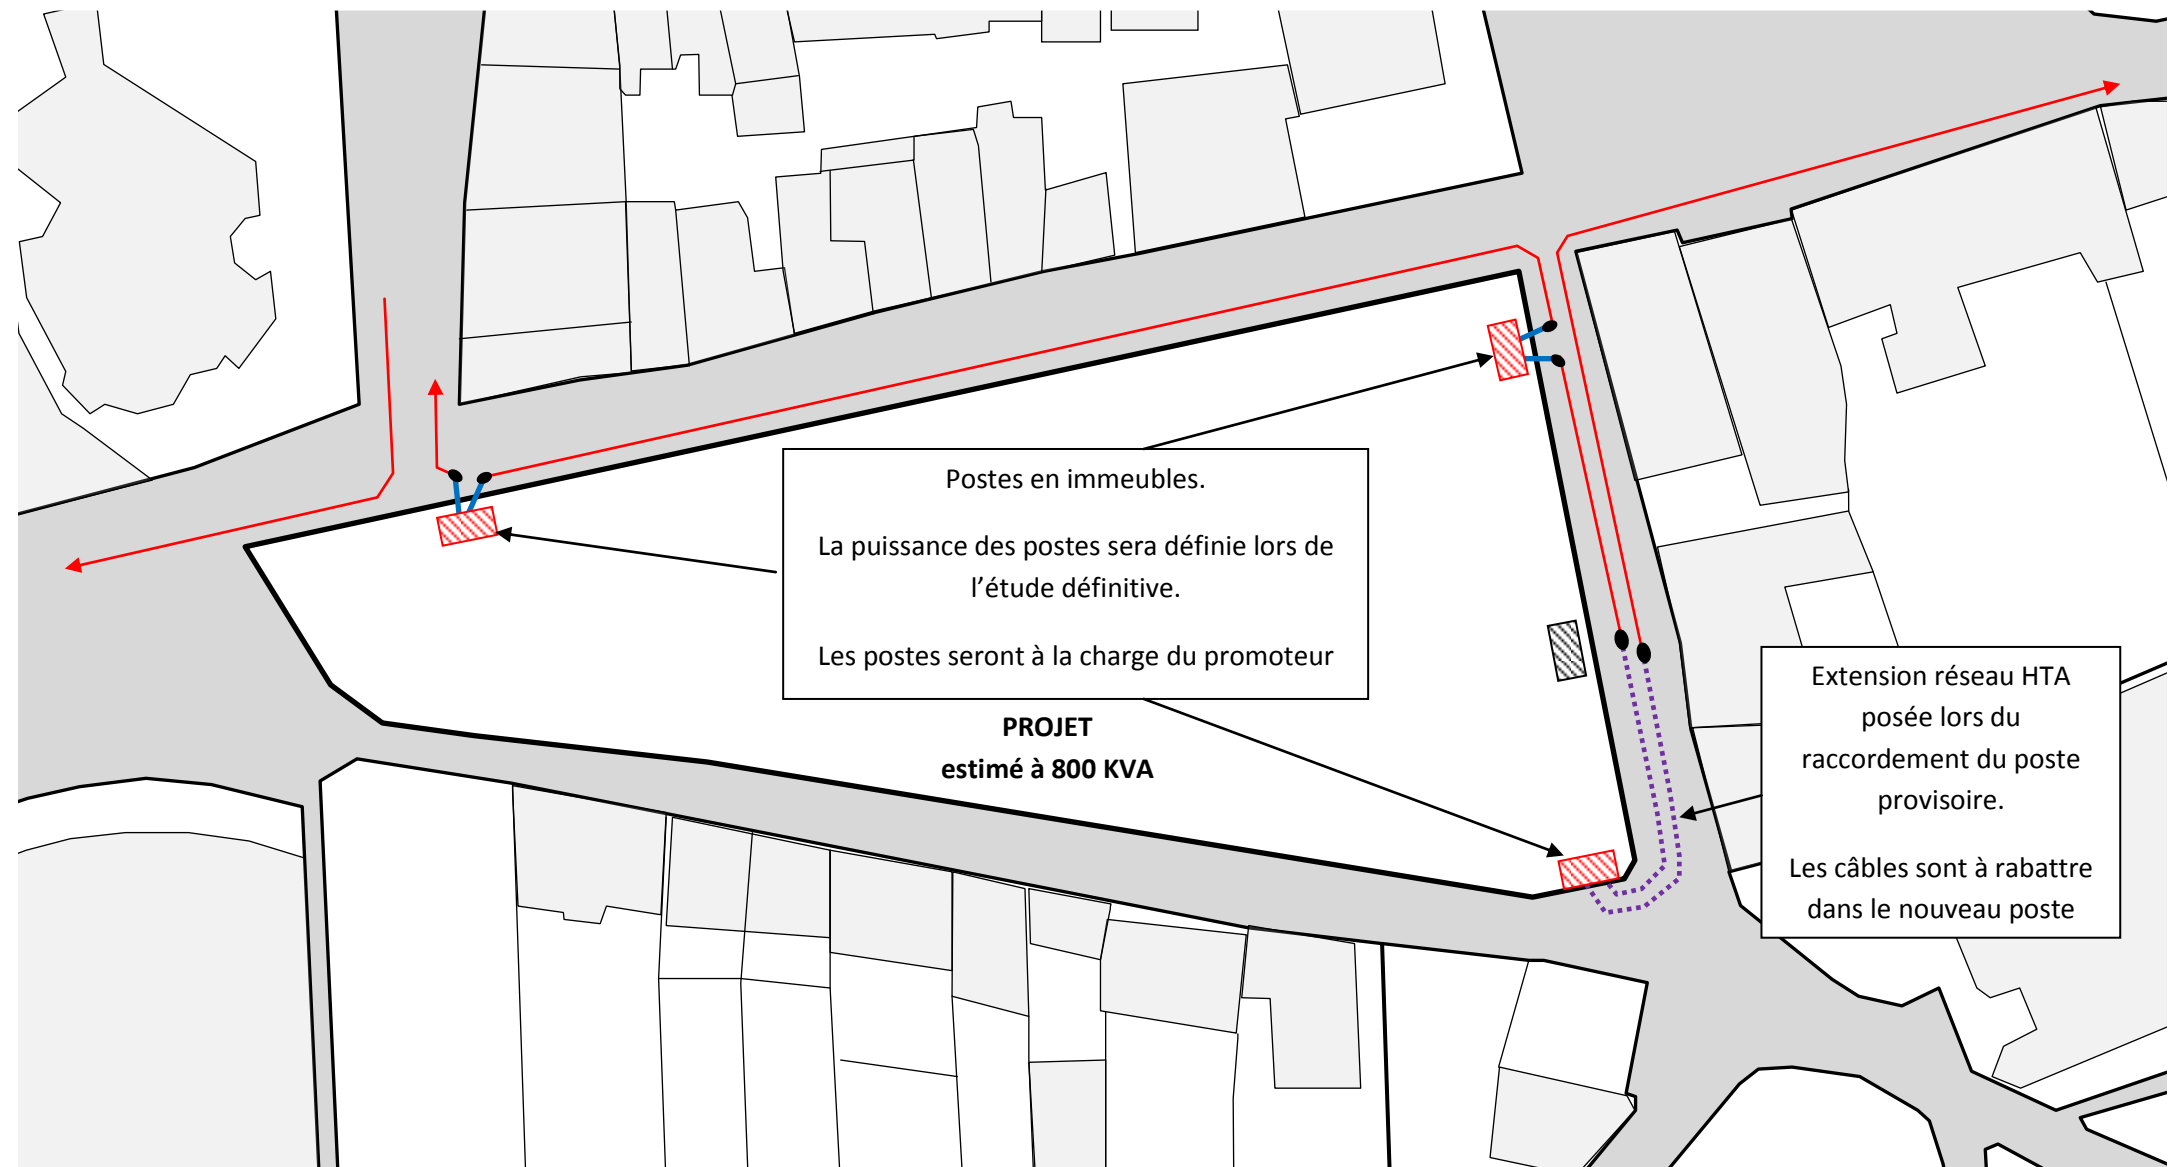 Postes en immeubles.
La puissance des postes sera définie lors de
l’étude définitive.
Les postes seront à la charge du promoteur
PROJET
estimé à 800 KVA
Extension réseau HTA
posée lors du
raccordement du poste
provisoire.
Les câbles sont à rabattre
dans le nouveau poste